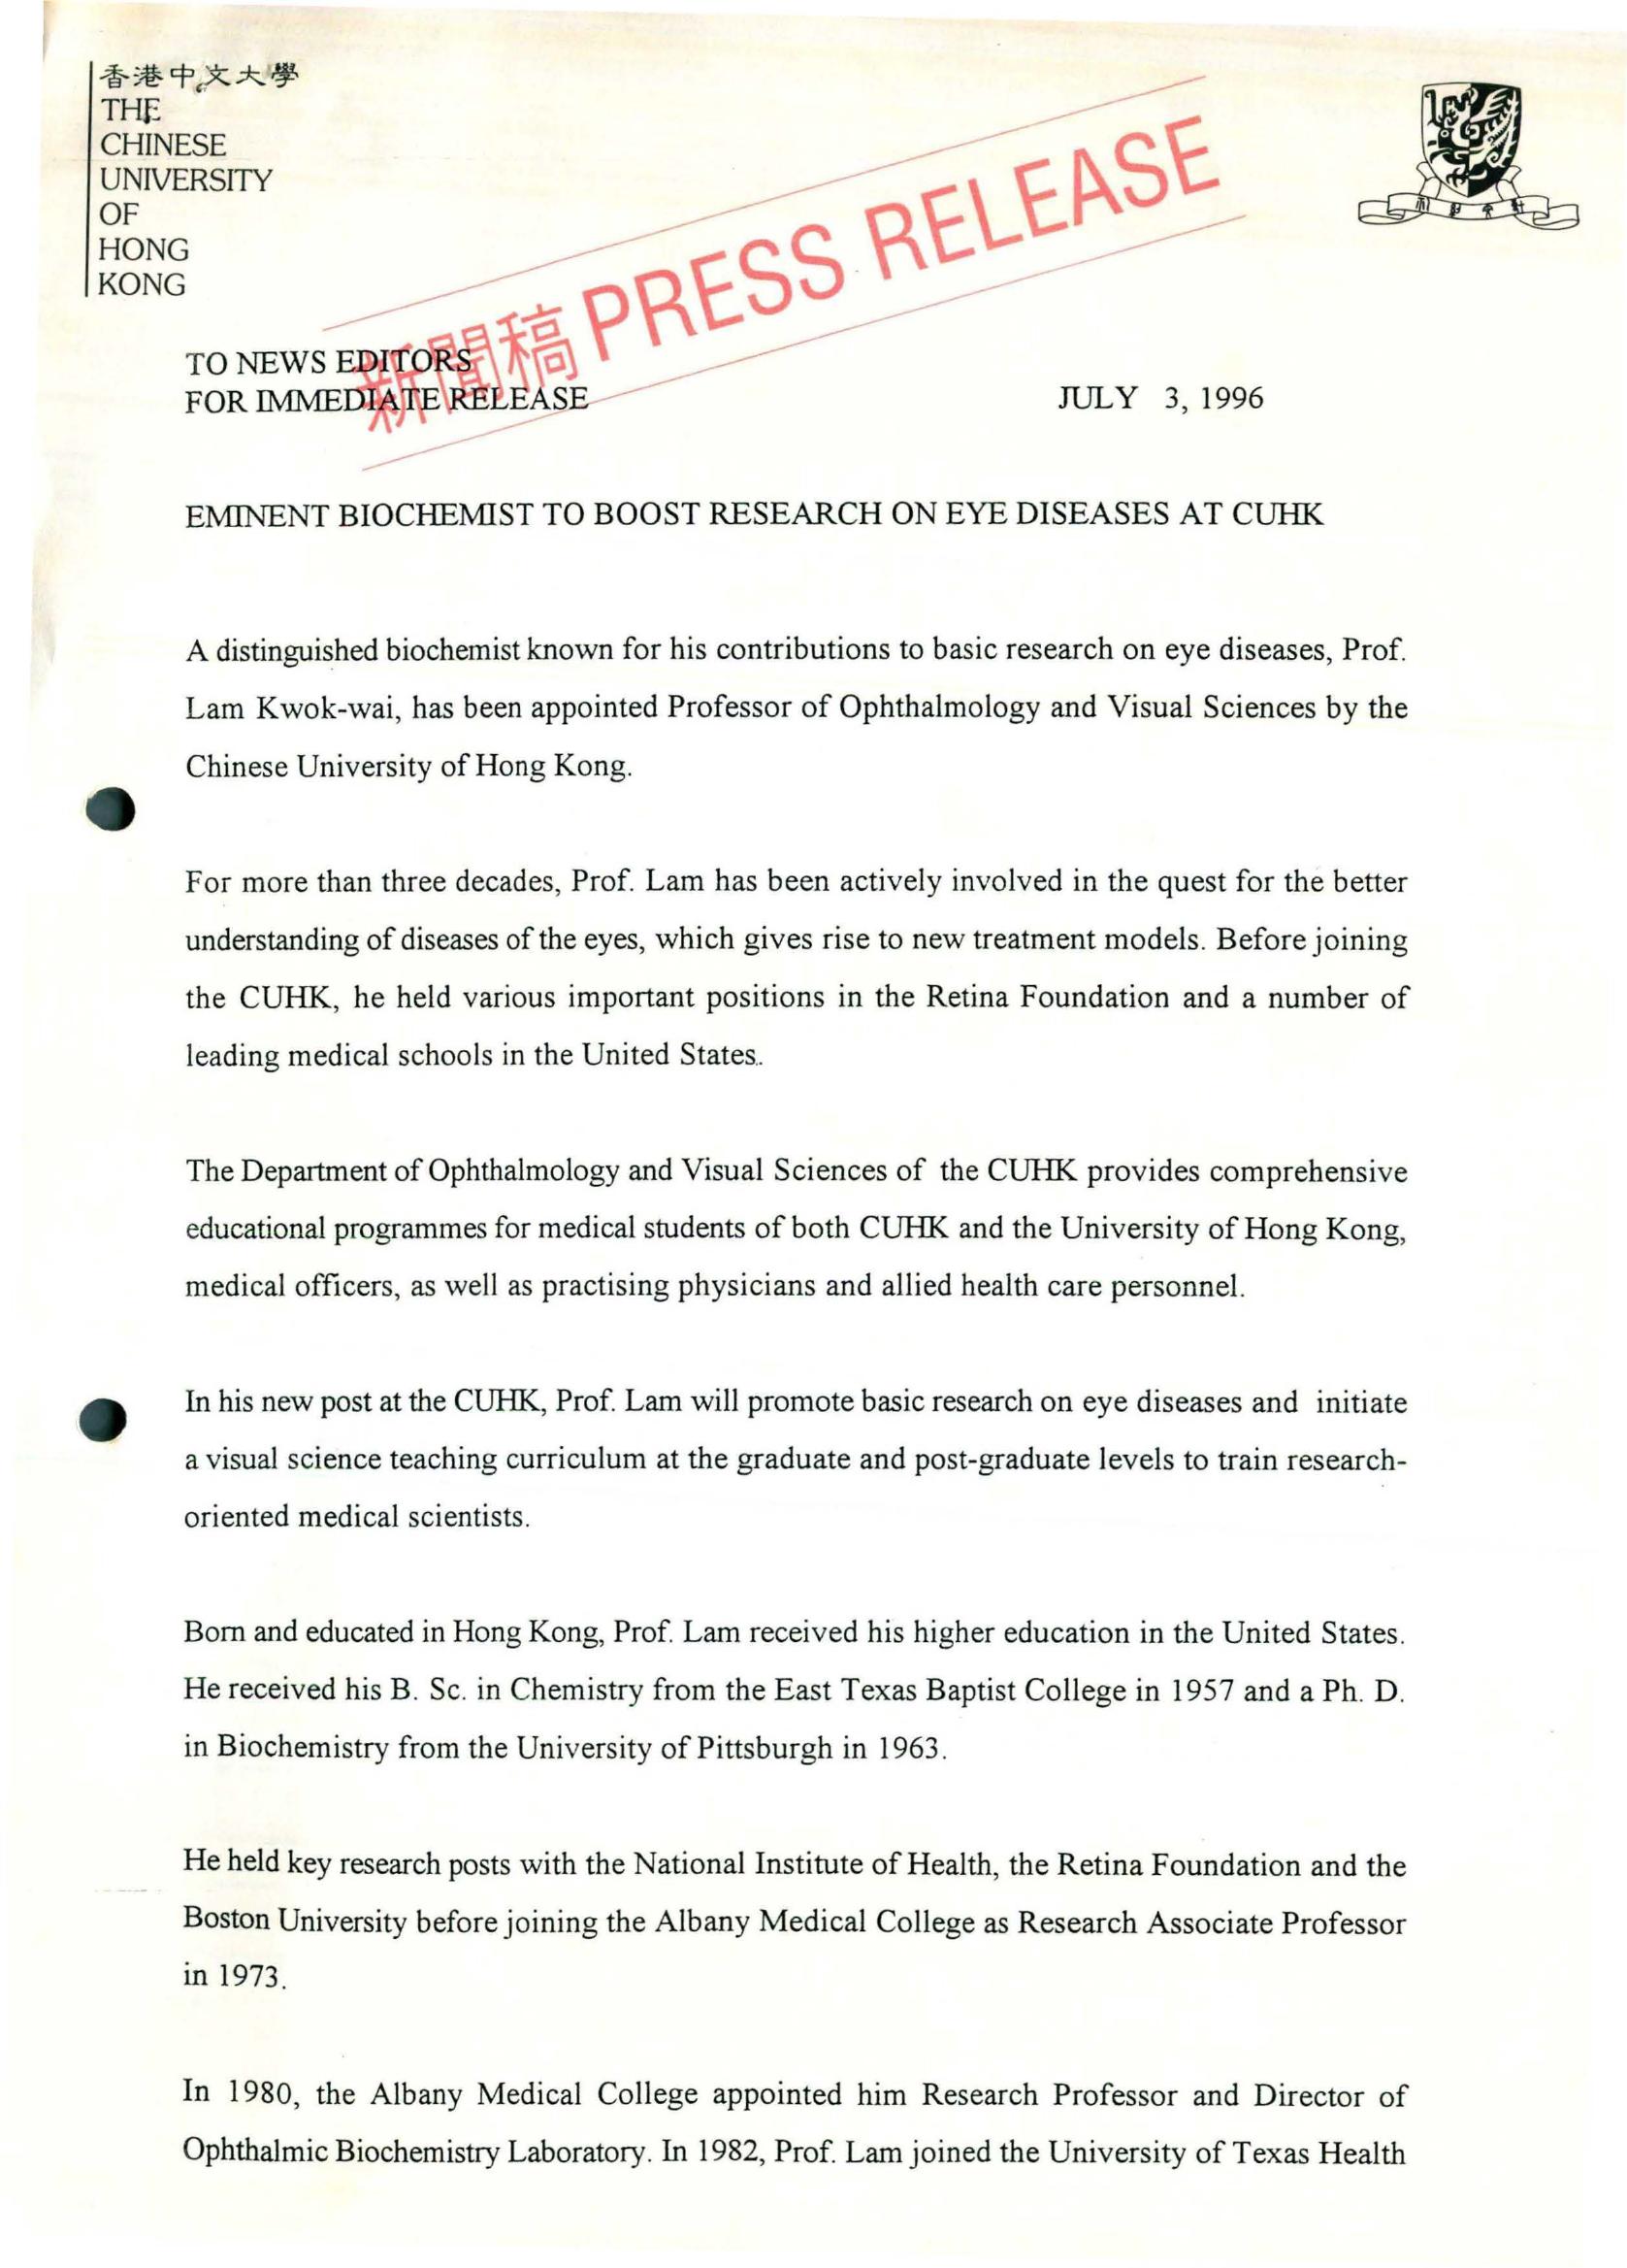 香港中文大學
THE
CHINESE
UNIVERSITY
OF
HONG
KONG
新聞稿 PRESS RELEASE
TO NEWS EDITORS
FOR IMMEDIATE RELEASE
JULY 3, 1996
EMINENT BIOCHEMIST TO BOOST RESEARCH ON EYE DISEASES AT CUHK
A distinguished biochemist known for his contributions to basic research on eye diseases, Prof.
Lam Kwok-wai, has been appointed Professor of Ophthalmology and Visual Sciences by the
Chinese University of Hong Kong.
For more than three decades, Prof. Lam has been actively involved in the quest for the better
understanding of diseases of the eyes, which gives rise to new treatment models. Before joining
the CUHK, he held various important positions in the Retina Foundation and a number of
leading medical schools in the United States..
The Department of Ophthalmology and Visual Sciences of the CUHK provides comprehensive
educational programmes for medical students of both CUHK and the University of Hong Kong,
medical officers, as well as practising physicians and allied health care personnel.
In his new post at the CUHK, Prof. Lam will promote basic research on eye diseases and initiate
a visual science teaching curriculum at the graduate and post-graduate levels to train research-
oriented medical scientists.
Born and educated in Hong Kong, Prof. Lam received his higher education in the United States.
He received his B. Sc. in Chemistry from the East Texas Baptist College in 1957 and a Ph. D.
in Biochemistry from the University of Pittsburgh in 1963.
He held key research posts with the National Institute of Health, the Retina Foundation and the
Boston University before joining the Albany Medical College as Research Associate Professor
in 1973.
In 1980, the Albany Medical College appointed him Research Professor and Director of
Ophthalmic Biochemistry Laboratory. In 1982, Prof. Lam joined the University of Texas Health